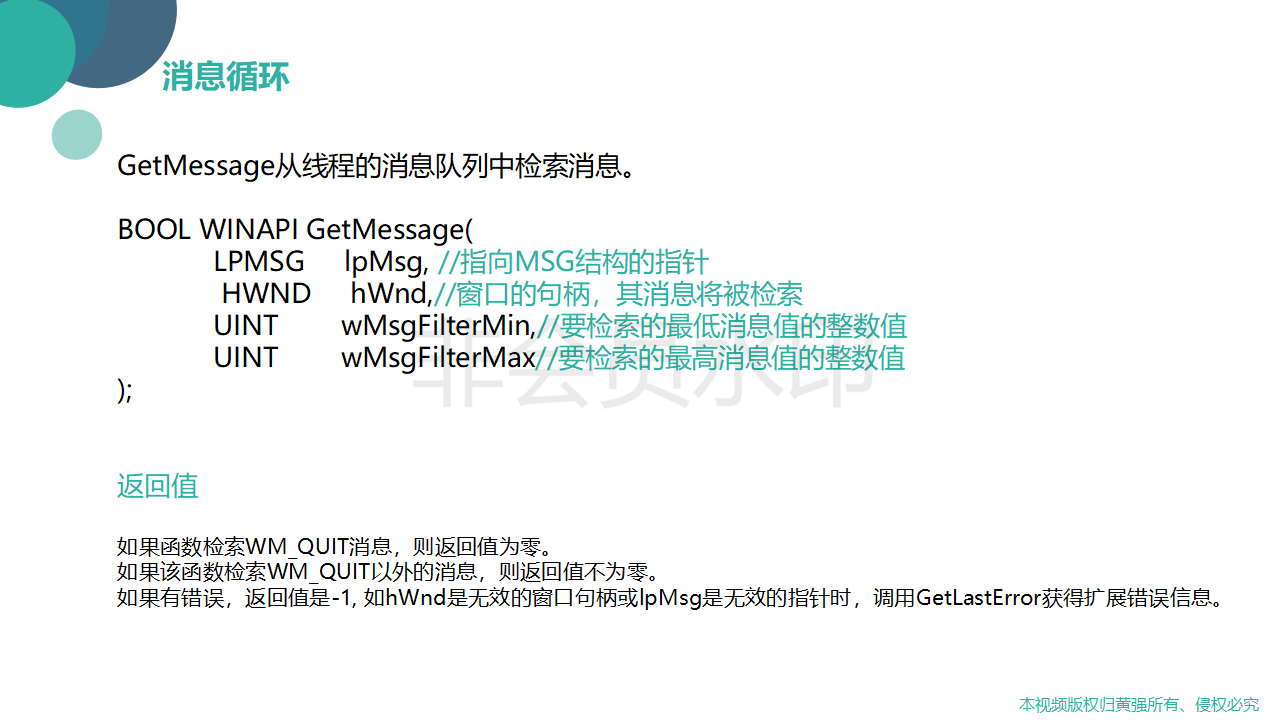 消息循环
GetMessage从线程的消息队列中检索消息。
BOOL WINAPI GetMessage(
LPMSG lpMsg, //指向MSG结构的指针
HWND hWnd,//窗口的句柄，其消息将被检索
UINT wMsgFilterMin,//要检索的最低消息值的整数值
UINT wMsgFilterMax//要检索的最高消息值的整数值
);
非会员水印
返回值
如果函数检索WM_QUIT消息，则返回值为零。
如果该函数检索WM_QUIT以外的消息，则返回值不为零。
如果有错误，返回值是-1, 如hWnd是无效的窗口句柄或lpMsg是无效的指针时，调用GetLastError获得扩展错误信息。
本视频版权归黄强所有、侵权必究